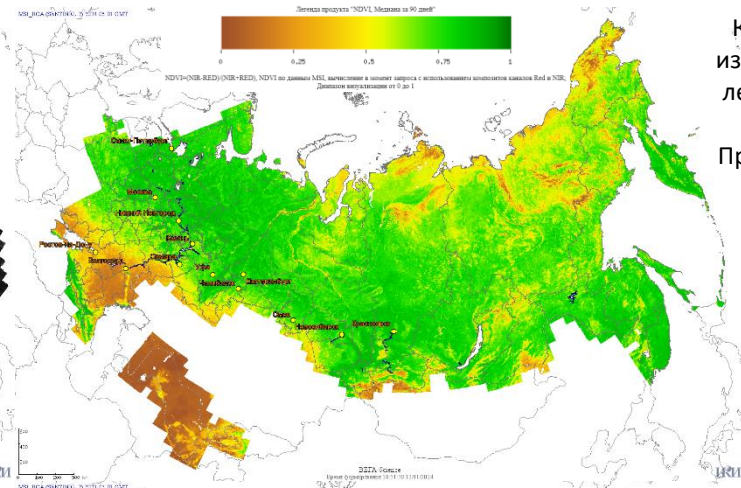 Легенда продукта "NDVI, Медиана за 90 дней"
0
0.25
0.5
0.75
1
NDVI=(NIR-RED)/(NIR+RED), NDVI по данным MSI, вычисление в момент запроса с использованием композитов каналов Red и NIR,
Диапазон визуализации от 0 до 1
К
из
ле
Пр
Санкт-Петербург
Москва
Нижний Новгород
Казань
Ростов-на-Дону
Волгоград
Самара
Уфа
Челябинск
Екатеринбург
Омск
Новосибирск
Красноярск
ВЕГА-Science
И
ИКИ